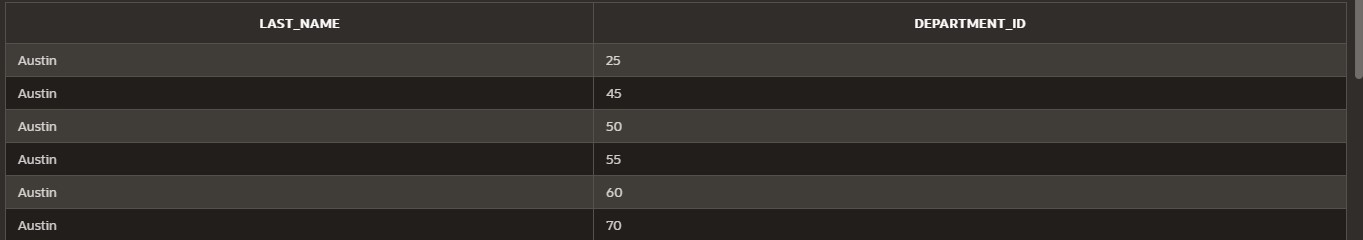 LAST_NAME DEPARTMENT_ID
Austin 25
Austin 45
Austin 50
Austin 55
Austin 60
Austin 70